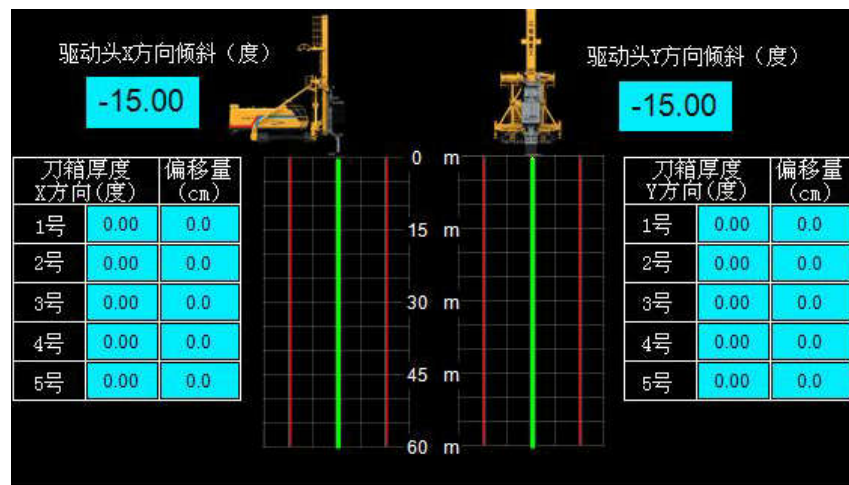 驱动头X方向倾斜（度）
-15.00
驱动头Y方向倾斜（度）
-15.00
刀箱厚度
X方向(度)
偏移量
(cm)
1号 0.00 0.0
2号 0.00 0.0
3号 0.00 0.0
4号 0.00 0.0
5号 0.00 0.0
0 m
15 m
30 m
45 m
60 m
刀箱厚度
Y方向(度)
偏移量
(cm)
1号 0.00 0.0
2号 0.00 0.0
3号 0.00 0.0
4号 0.00 0.0
5号 0.00 0.0